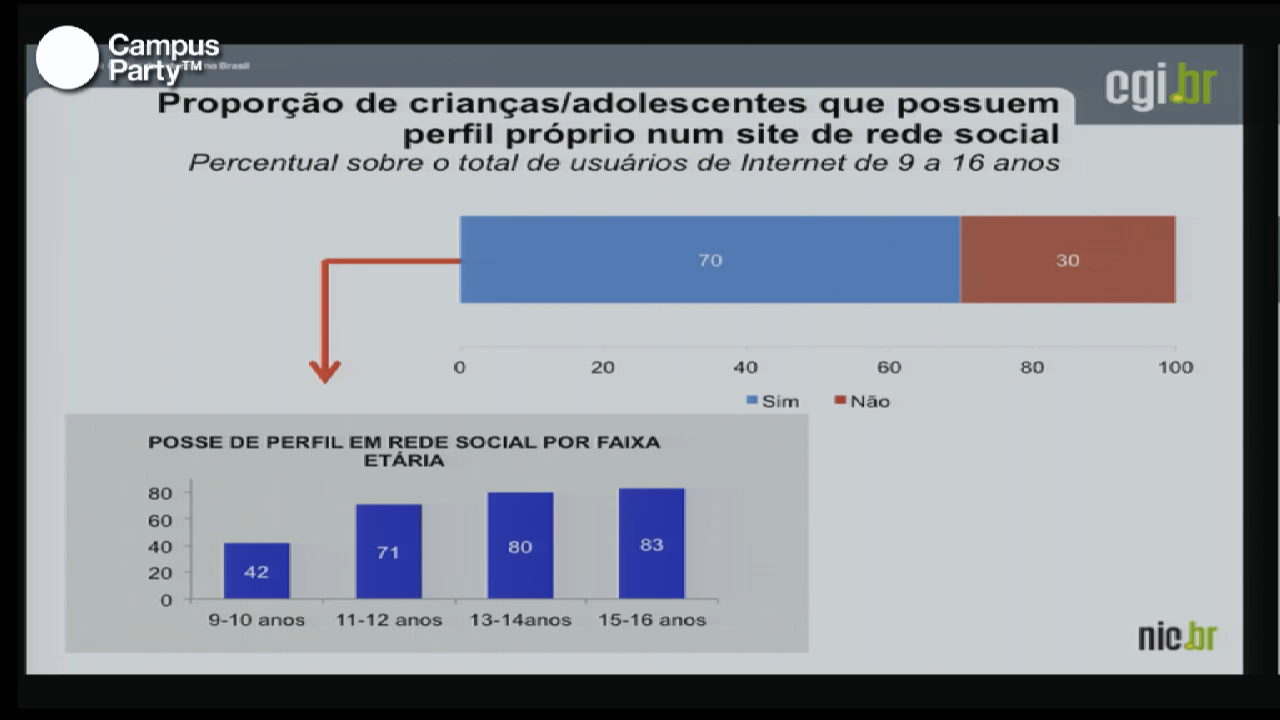 Campus
Party™
no Brasil
cgi.br
Proporção de crianças/adolescentes que possuem
perfil próprio num site de rede social
Percentual sobre o total de usuários de Internet de 9 a 16 anos
70
30
0 20 40 60 80 100
Sim Não
POSSE DE PERFIL EM REDE SOCIAL POR FAIXA
ETÁRIA
80
60
40
20
0
42
71
80
83
9-10 anos 11-12 anos 13-14anos 15-16 anos
nic.br